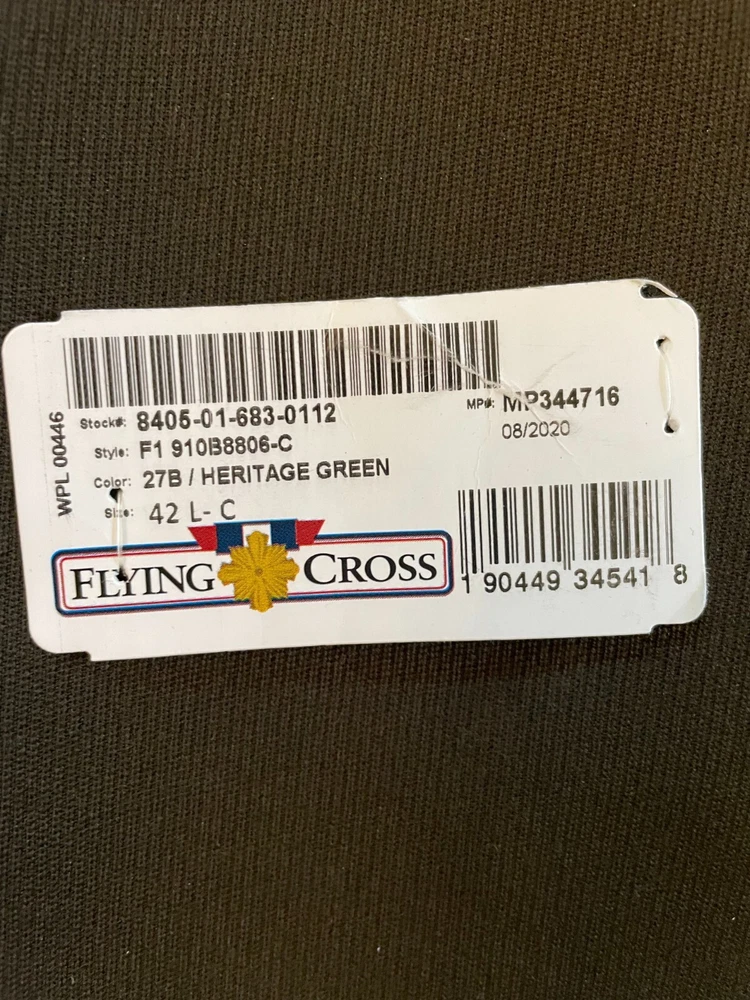 WPL 00446
Stock#: 8405-01-683-0112
Style: F1 910B8806-C
Color: 27B / HERITAGE GREEN
Size: 42 L- C
MP#: MP344716
08/2020
FLYING CROSS
1 90449 34541 8